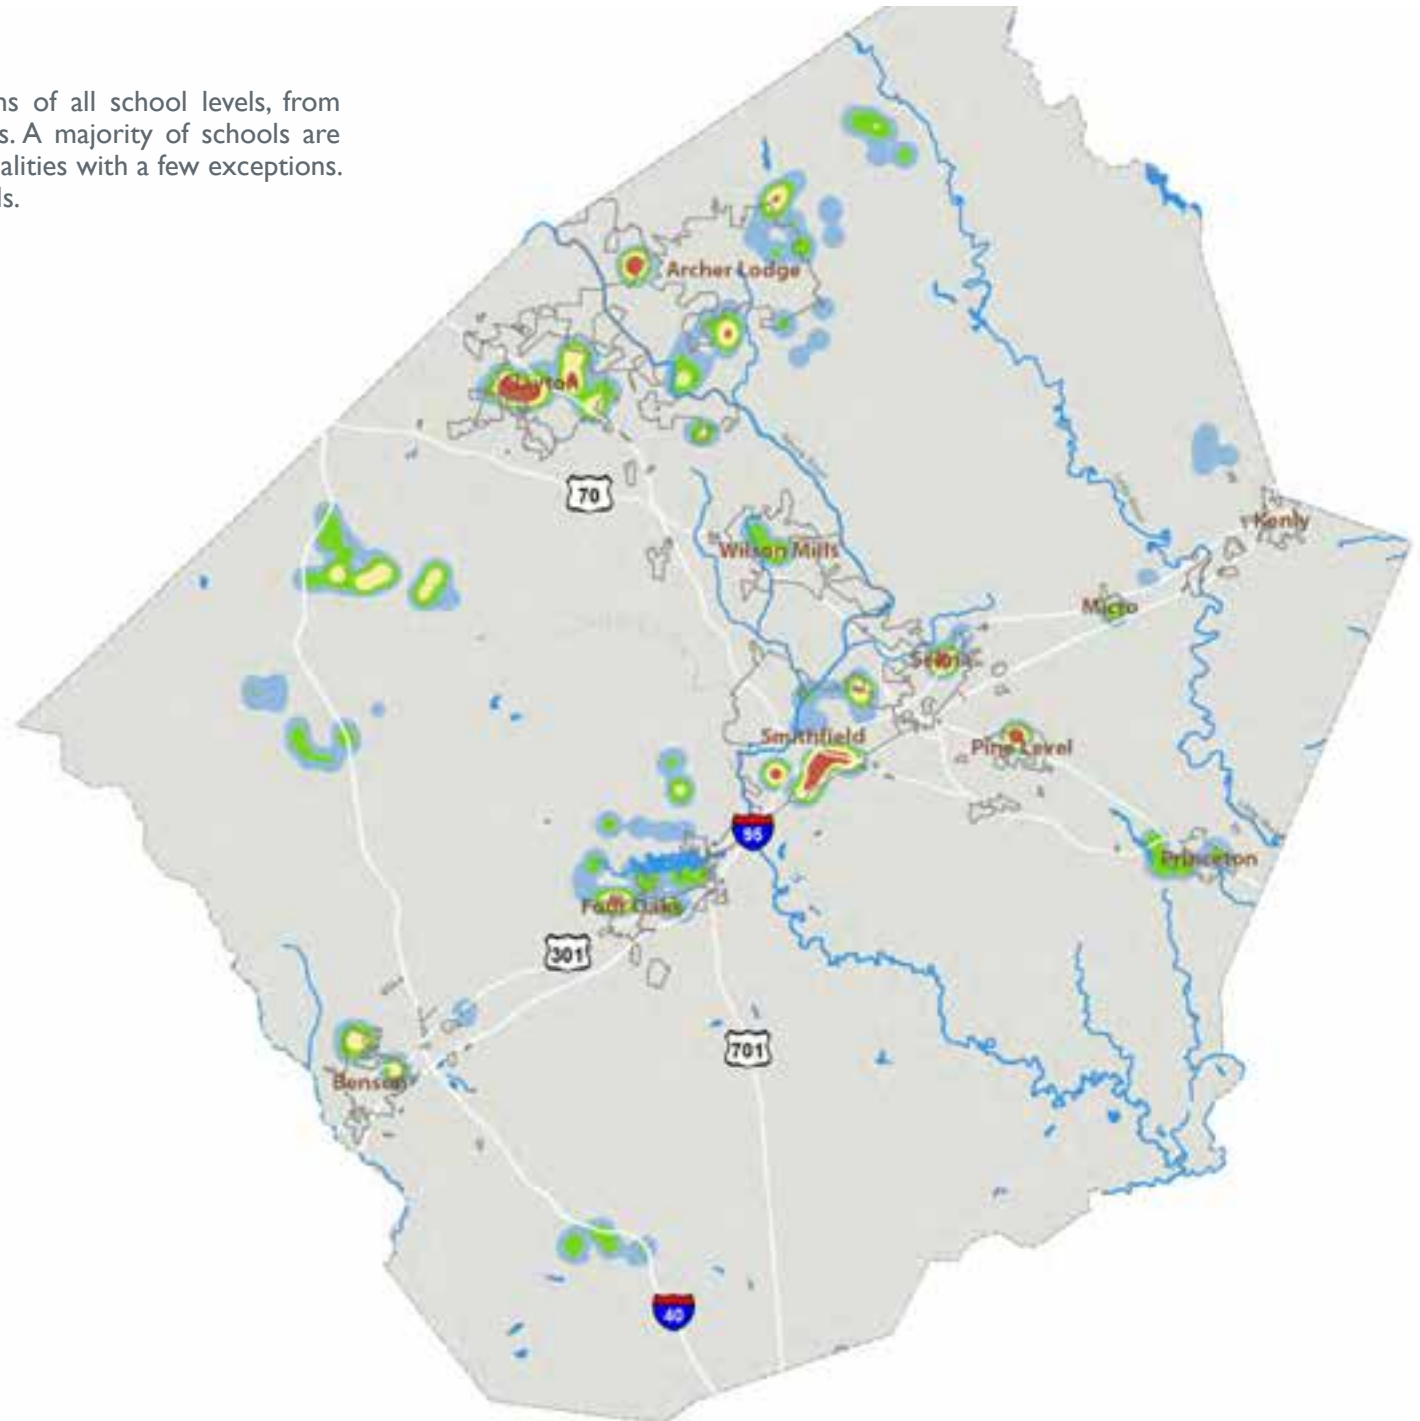 ns of all school levels, from
s. A majority of schools are
alities with a few exceptions.
ls.
Archer Lodge
Clayton
70
Wilson Mills
Kenly
Micro
Selma
Smithfield
Pine Level
95
Princeton
Four Oaks
301
701
Benson
40